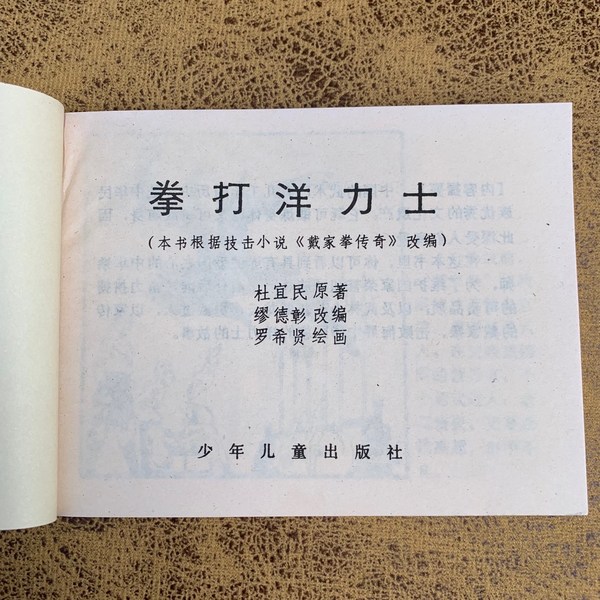 拳打洋力士
(本书根据技击小说《戴家拳传奇》改编)
杜宜民原著
缪德彰改编
罗希贤绘画
少年儿童出版社